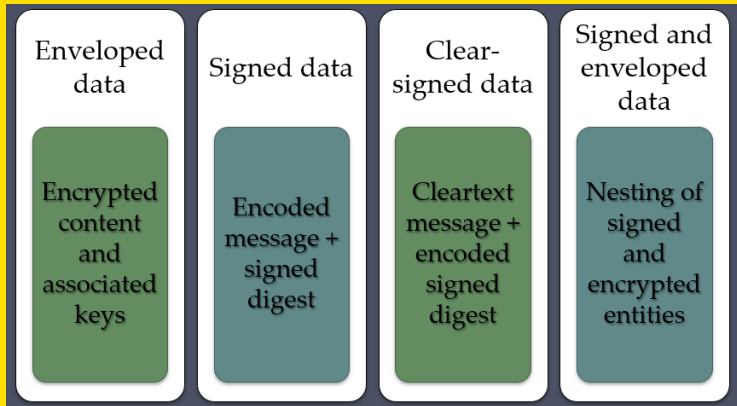 Enveloped
data
Encrypted
content
and
associated
keys
Signed data
Encoded
message +
signed
digest
Clear-
signed data
Cleartext
message +
encoded
signed
digest
Signed and
enveloped
data
Nesting of
signed
and
encrypted
entities